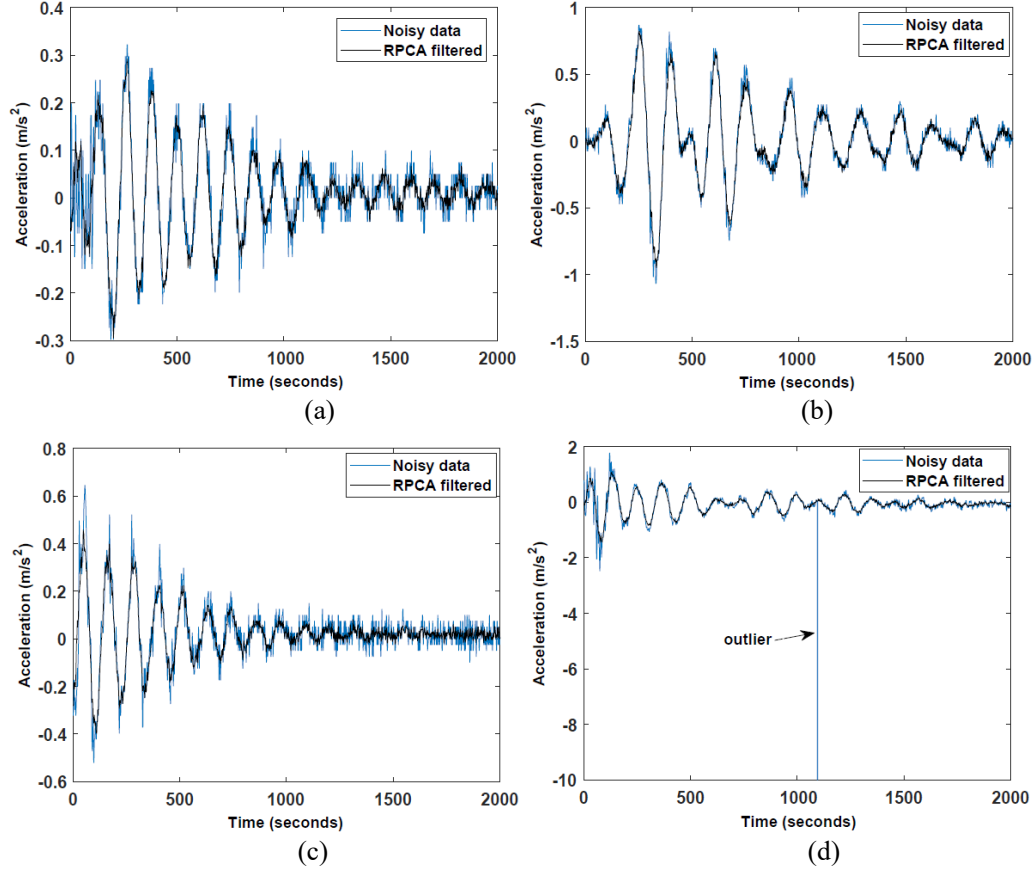 0.4
0.3
0.2
0.1
0
-0.1
-0.2
-0.3
Acceleration (m/s²)
Noisy data
RPCA filtered
0 500 1000 1500 2000
Time (seconds)
(a)
1
0.5
0
-0.5
-1
-1.5
Acceleration (m/s²)
Noisy data
RPCA filtered
0 500 1000 1500 2000
Time (seconds)
(b)
0.8
0.6
0.4
0.2
0
-0.2
-0.4
-0.6
Acceleration (m/s²)
Noisy data
RPCA filtered
0 500 1000 1500 2000
Time (seconds)
(c)
2
0
-2
-4
-6
-8
-10
Acceleration (m/s²)
Noisy data
RPCA filtered
outlier
0 500 1000 1500 2000
Time (seconds)
(d)